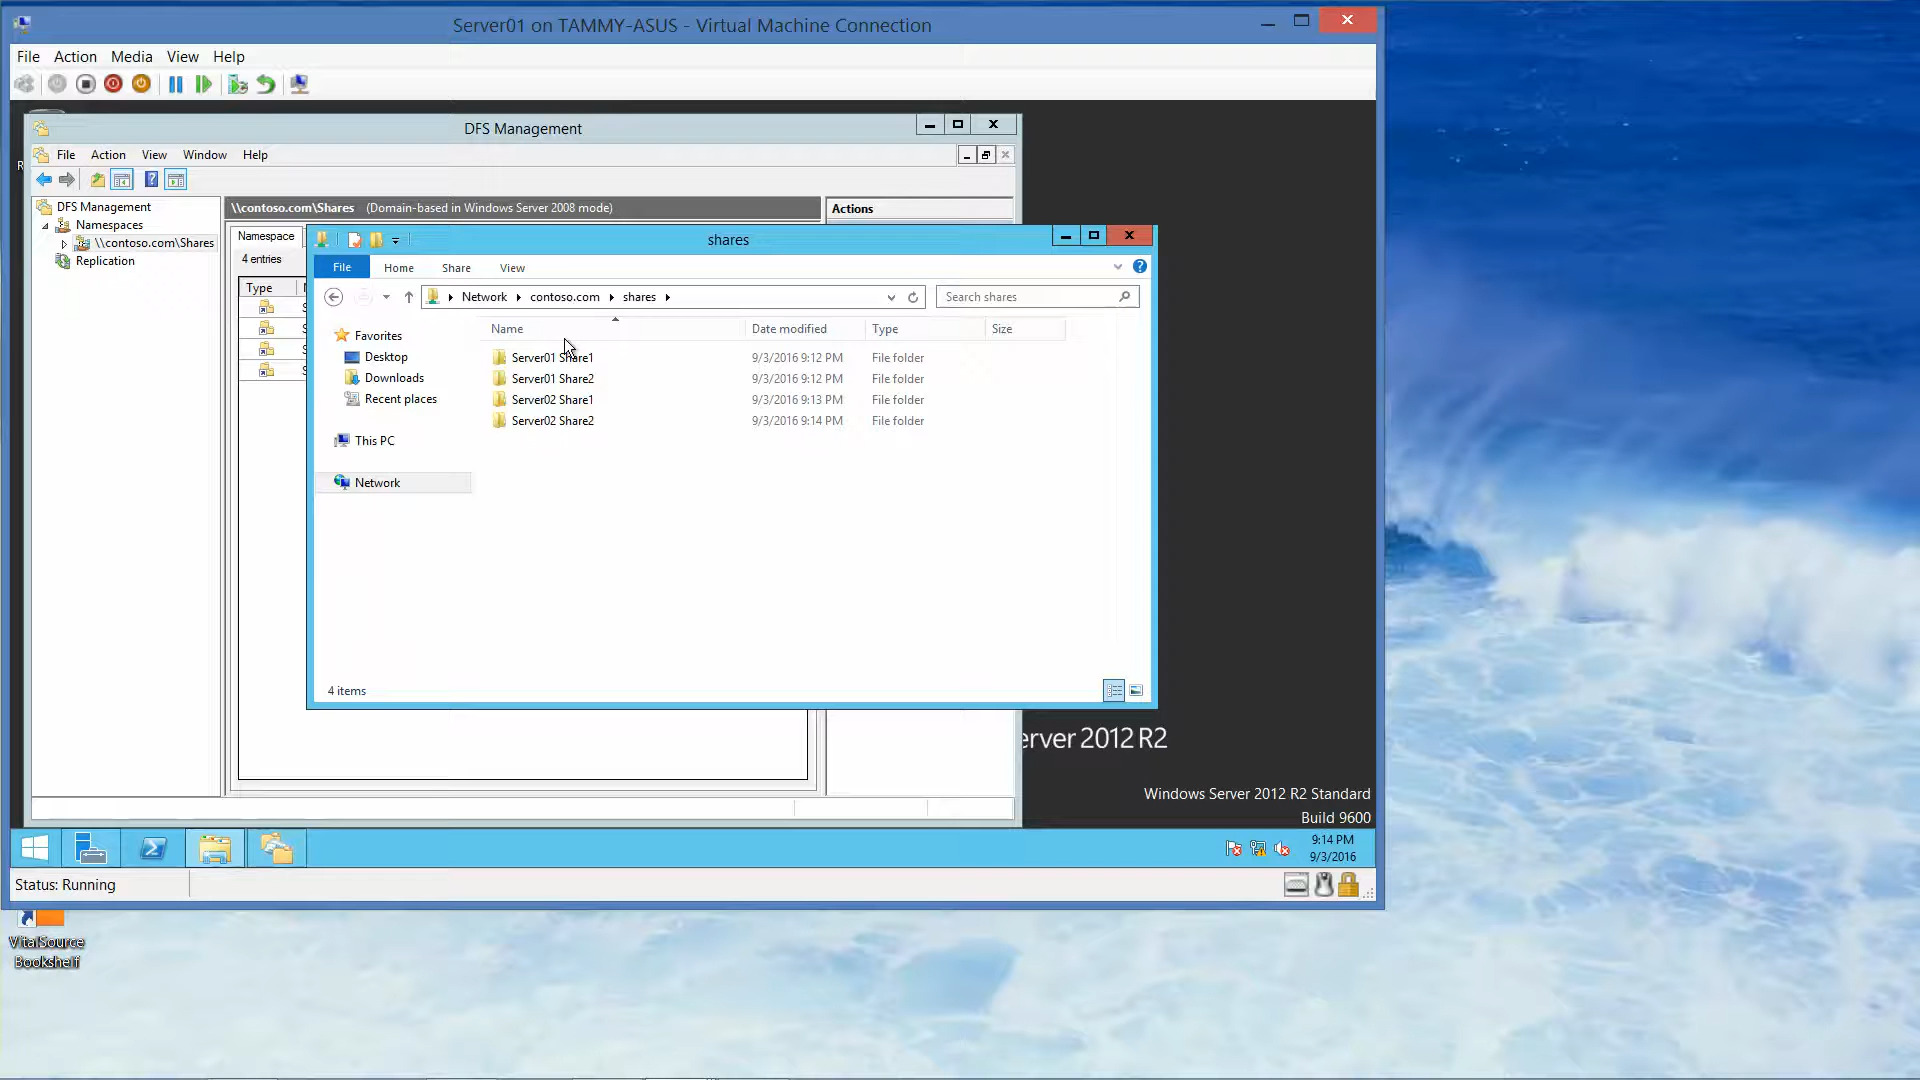 Server01 on TAMMY-ASUS - Virtual Machine Connection
File Action Media View Help
DFS Management
File Action View Window Help
DFS Management
Namespaces
\\contoso.com\Shares
Replication
\\contoso.com\Shares (Domain-based in Windows Server 2008 mode)
Actions
Namespace
4 entries
Type
shares
File Home Share View
Network contoso.com shares
Search shares
Favorites
Desktop
Downloads
Recent places
This PC
Network
Name Date modified Type Size
Server01 Share1 9/3/2016 9:12 PM File folder
Server01 Share2 9/3/2016 9:12 PM File folder
Server02 Share1 9/3/2016 9:13 PM File folder
Server02 Share2 9/3/2016 9:14 PM File folder
4 items
erver 2012 R2
Windows Server 2012 R2 Standard
Build 9600
9:14 PM
9/3/2016
Status: Running
VitalSource
Bookshelf